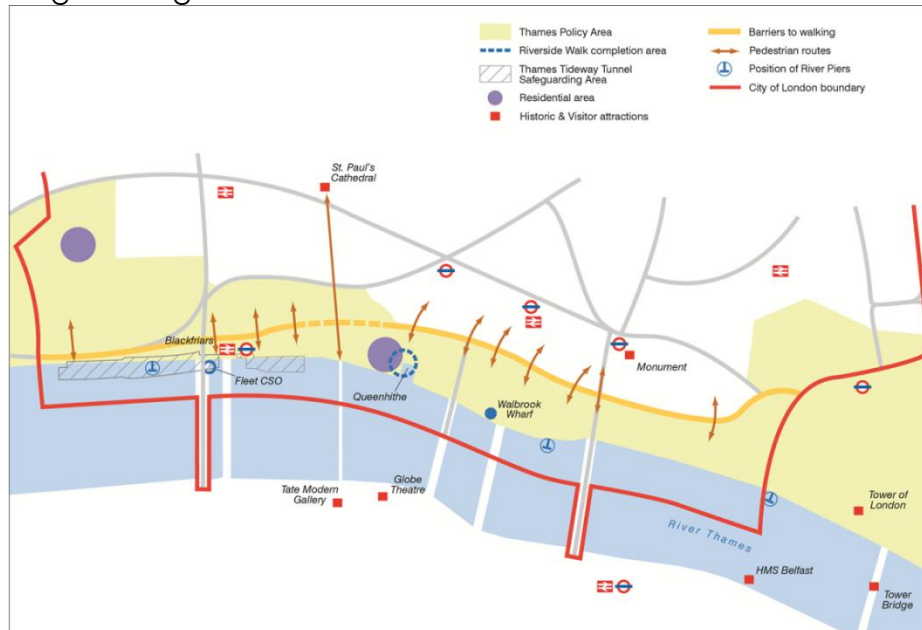 Thames Policy Area
Riverside Walk completion area
Thames Tideway Tunnel
Safeguarding Area
Residential area
Historic & Visitor attractions
Barriers to walking
Pedestrian routes
Position of River Piers
City of London boundary
St. Paul's
Cathedral
Blackfriars
Fleet CSO
Queenhithe
Monument
Walbrook
Wharf
Tate Modern
Gallery
Globe
Theatre
Tower of
London
River Thames
HMS Belfast
Tower
Bridge